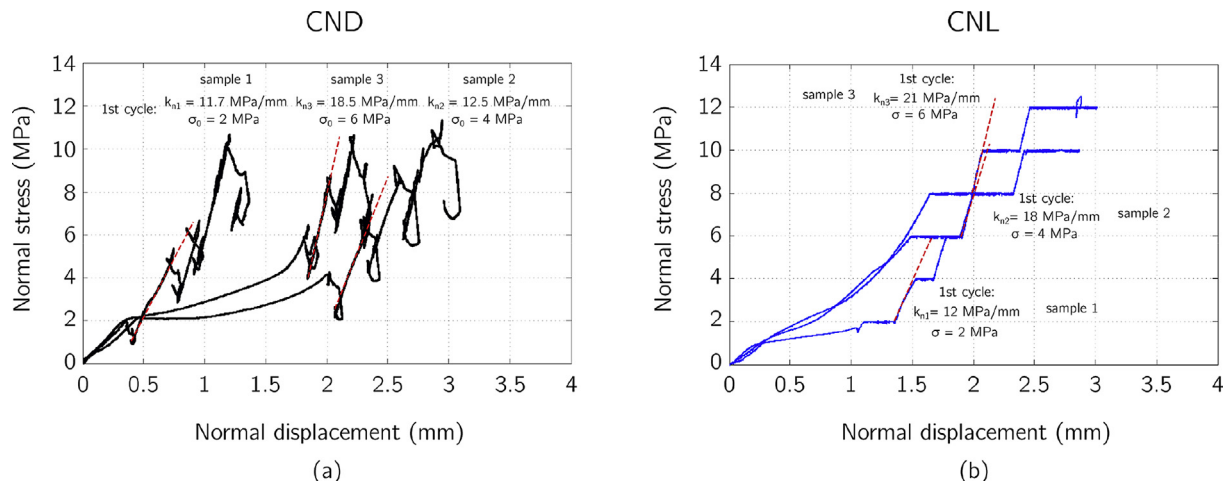 CND
14
12
10
8
6
4
2
0
Normal stress (MPa)
sample 1
sample 3
sample 2
1st cycle:
kn1 = 11.7 MPa/mm
kn3 = 18.5 MPa/mm
kn2 = 12.5 MPa/mm
σ0 = 2 MPa
σ0 = 6 MPa
σ0 = 4 MPa
0
0.5
1
1.5
2
2.5
3
3.5
4
Normal displacement (mm)
(a)
CNL
14
12
10
8
6
4
2
0
Normal stress (MPa)
sample 3
1st cycle:
kn3= 21 MPa/mm
σ = 6 MPa
1st cycle:
kn2= 18 MPa/mm
σ = 4 MPa
sample 2
1st cycle:
kn1= 12 MPa/mm
σ = 2 MPa
sample 1
0
0.5
1
1.5
2
2.5
3
3.5
4
Normal displacement (mm)
(b)